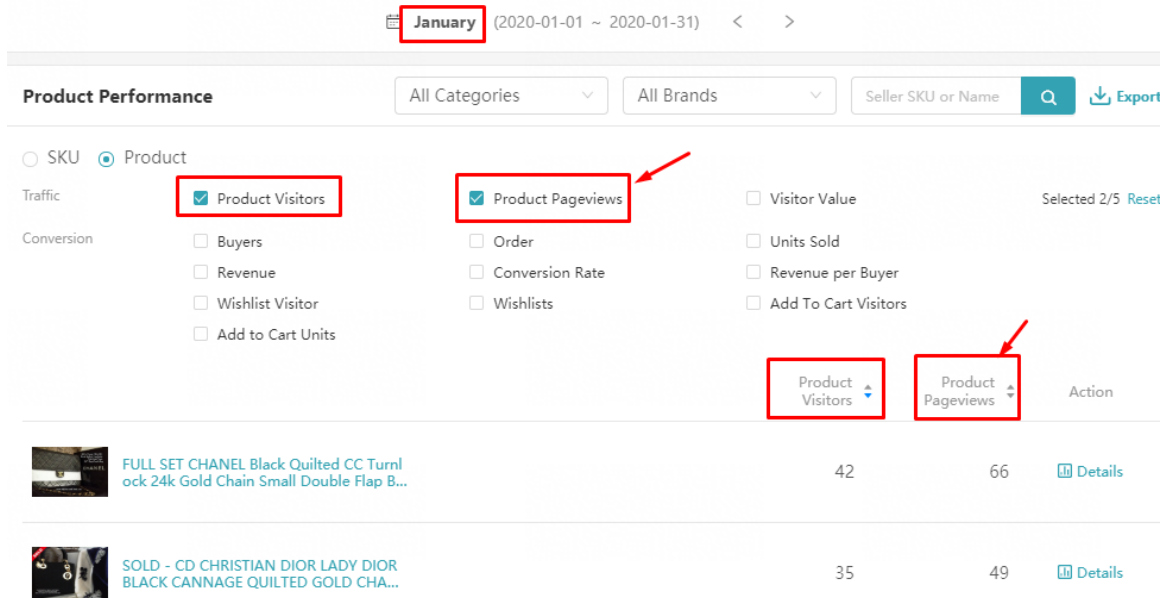 January (2020-01-01 ~ 2020-01-31) < >
Product Performance All Categories All Brands Seller SKU or Name Export
SKU Product
Traffic Product Visitors Product Pageviews Visitor Value Selected 2/5 Reset
Conversion Buyers Order Units Sold
Revenue Conversion Rate Revenue per Buyer
Wishlist Visitor Wishlists Add To Cart Visitors
Add to Cart Units
Product Product
Visitors Pageviews Action
FULL SET CHANEL Black Quilted CC Turnl
ock 24k Gold Chain Small Double Flap B... 42 66 Details
SOLD - CD CHRISTIAN DIOR LADY DIOR
BLACK CANNAGE QUILTED GOLD CHA... 35 49 Details